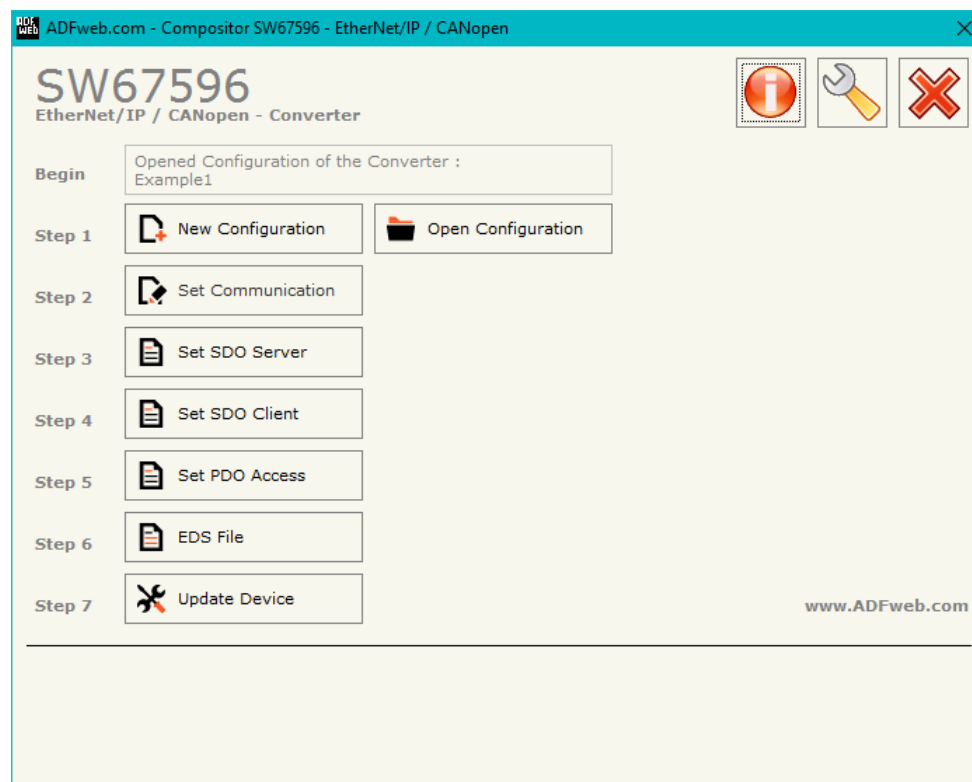 ADF
web
ADFweb.com - Compositor SW67596 - EtherNet/IP / CANopen
SW67596
EtherNet/IP / CANopen - Converter
Begin
Opened Configuration of the Converter :
Example1
Step 1
New Configuration
Open Configuration
Step 2
Set Communication
Step 3
Set SDO Server
Step 4
Set SDO Client
Step 5
Set PDO Access
Step 6
EDS File
Step 7
Update Device
www.ADFweb.com